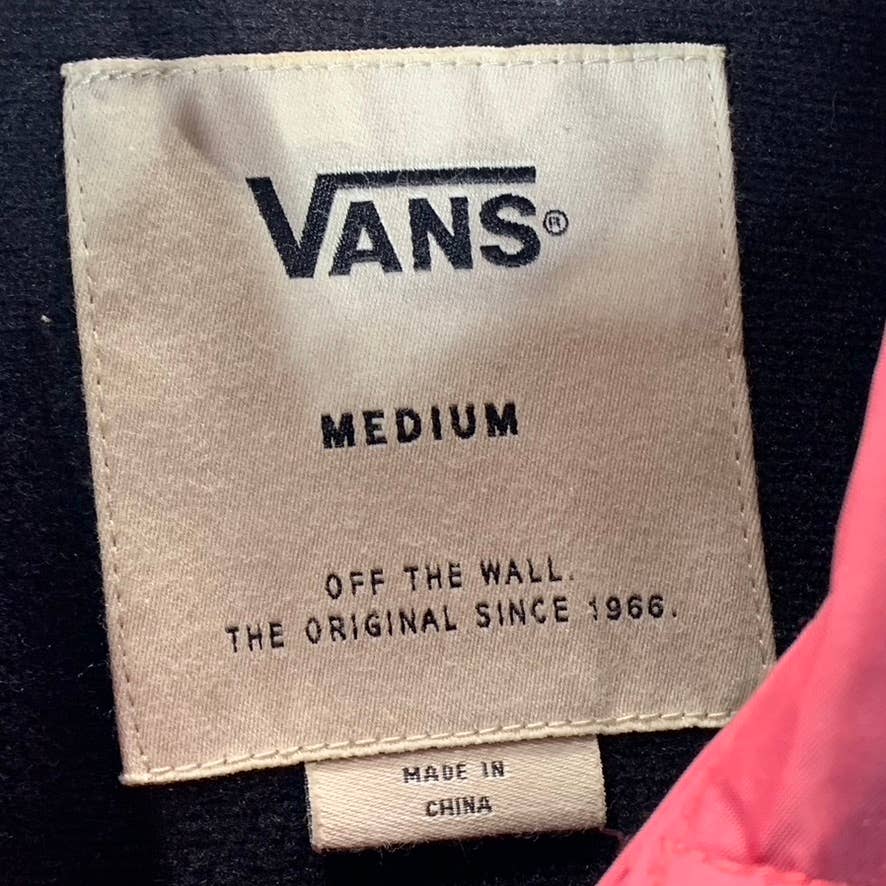 VANS®
MEDIUM
OFF THE WALL.
THE ORIGINAL SINCE 1966.
MADE IN
CHINA